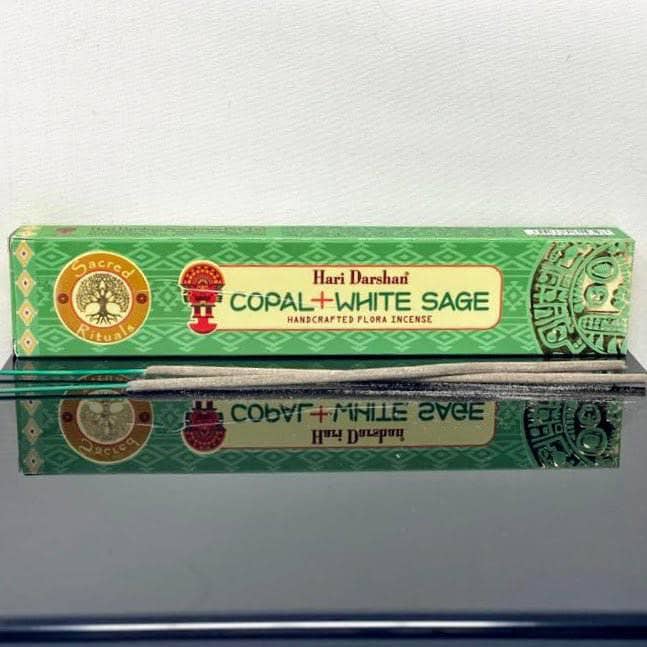 Sacred
Rituals
Hari Darshan®
COPAL+WHITE SAGE
HANDCRAFTED FLORA INCENSE